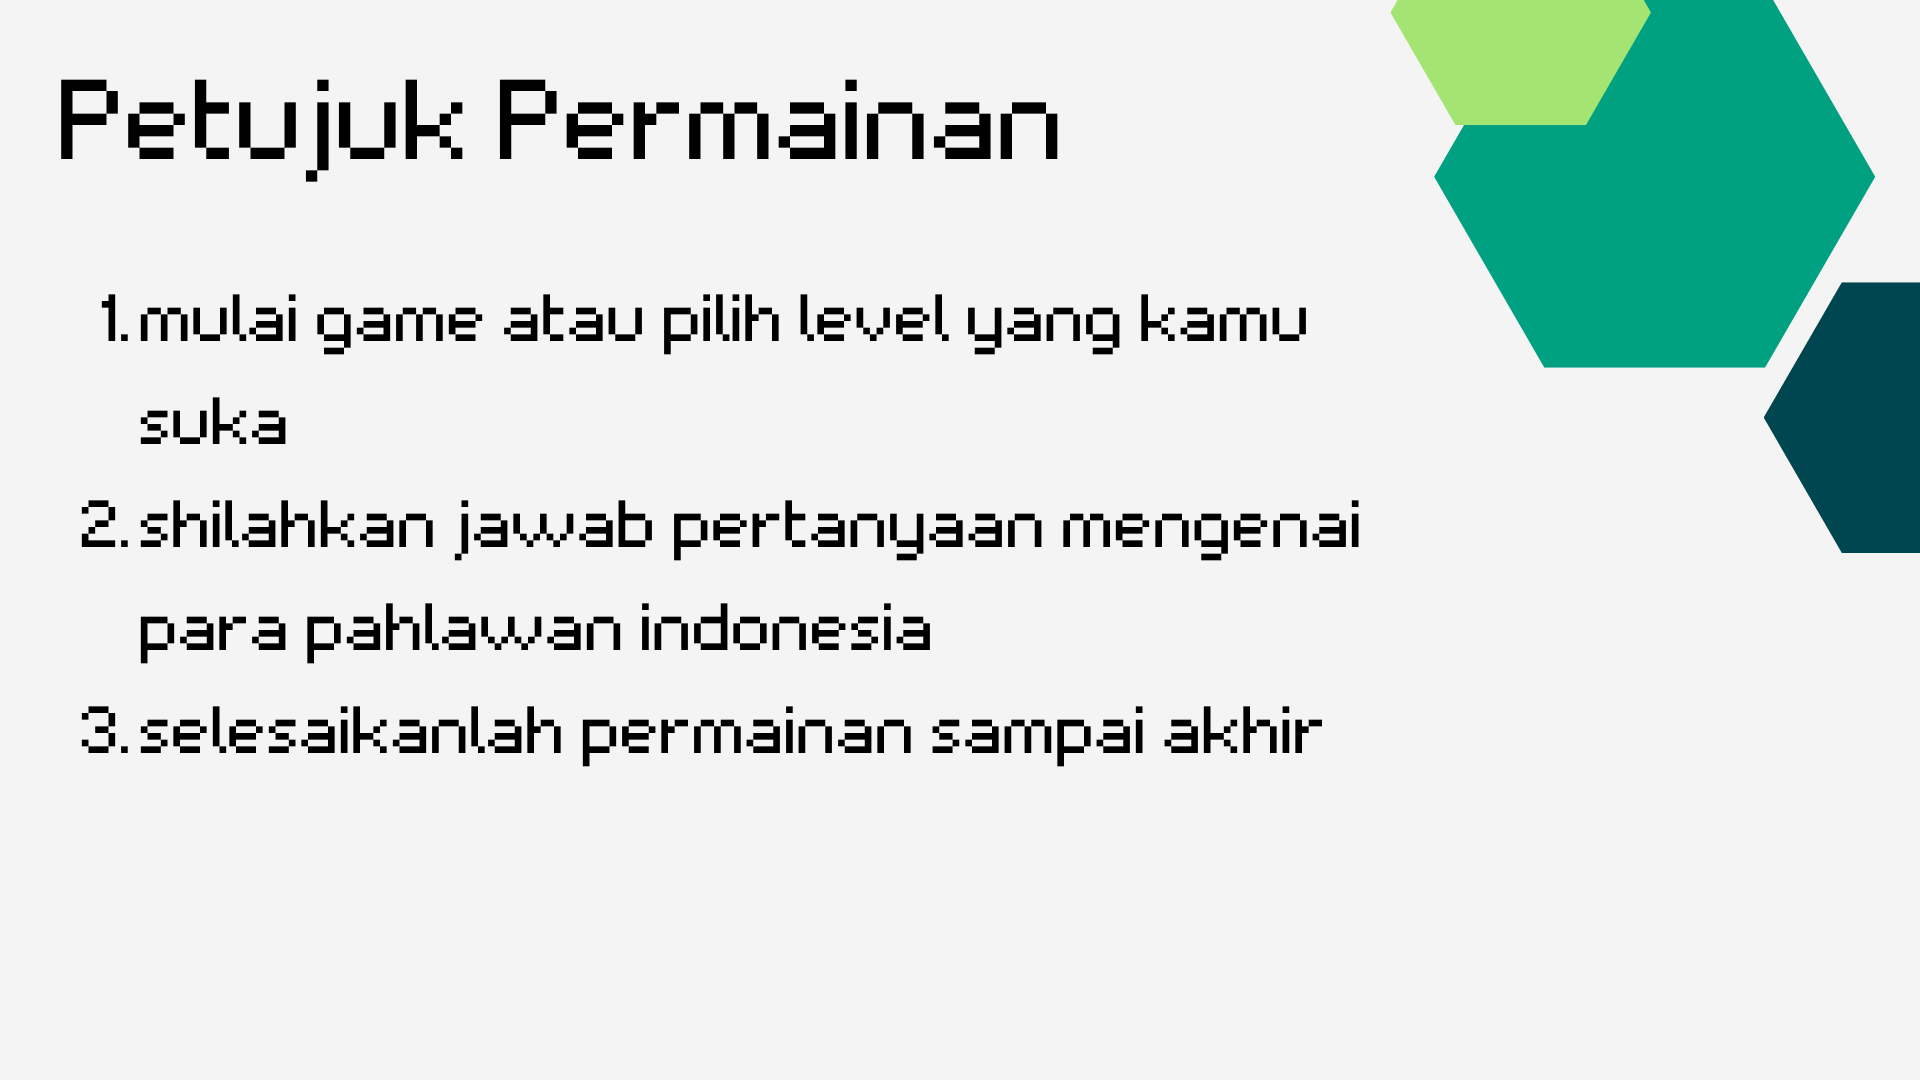 Petujuk Permainan
1. mulai game atau pilih level yang kamu
suka
2. shilahkan jawab pertanyaan mengenai
para pahlawan indonesia
3. selesaikanlah permainan sampai akhir